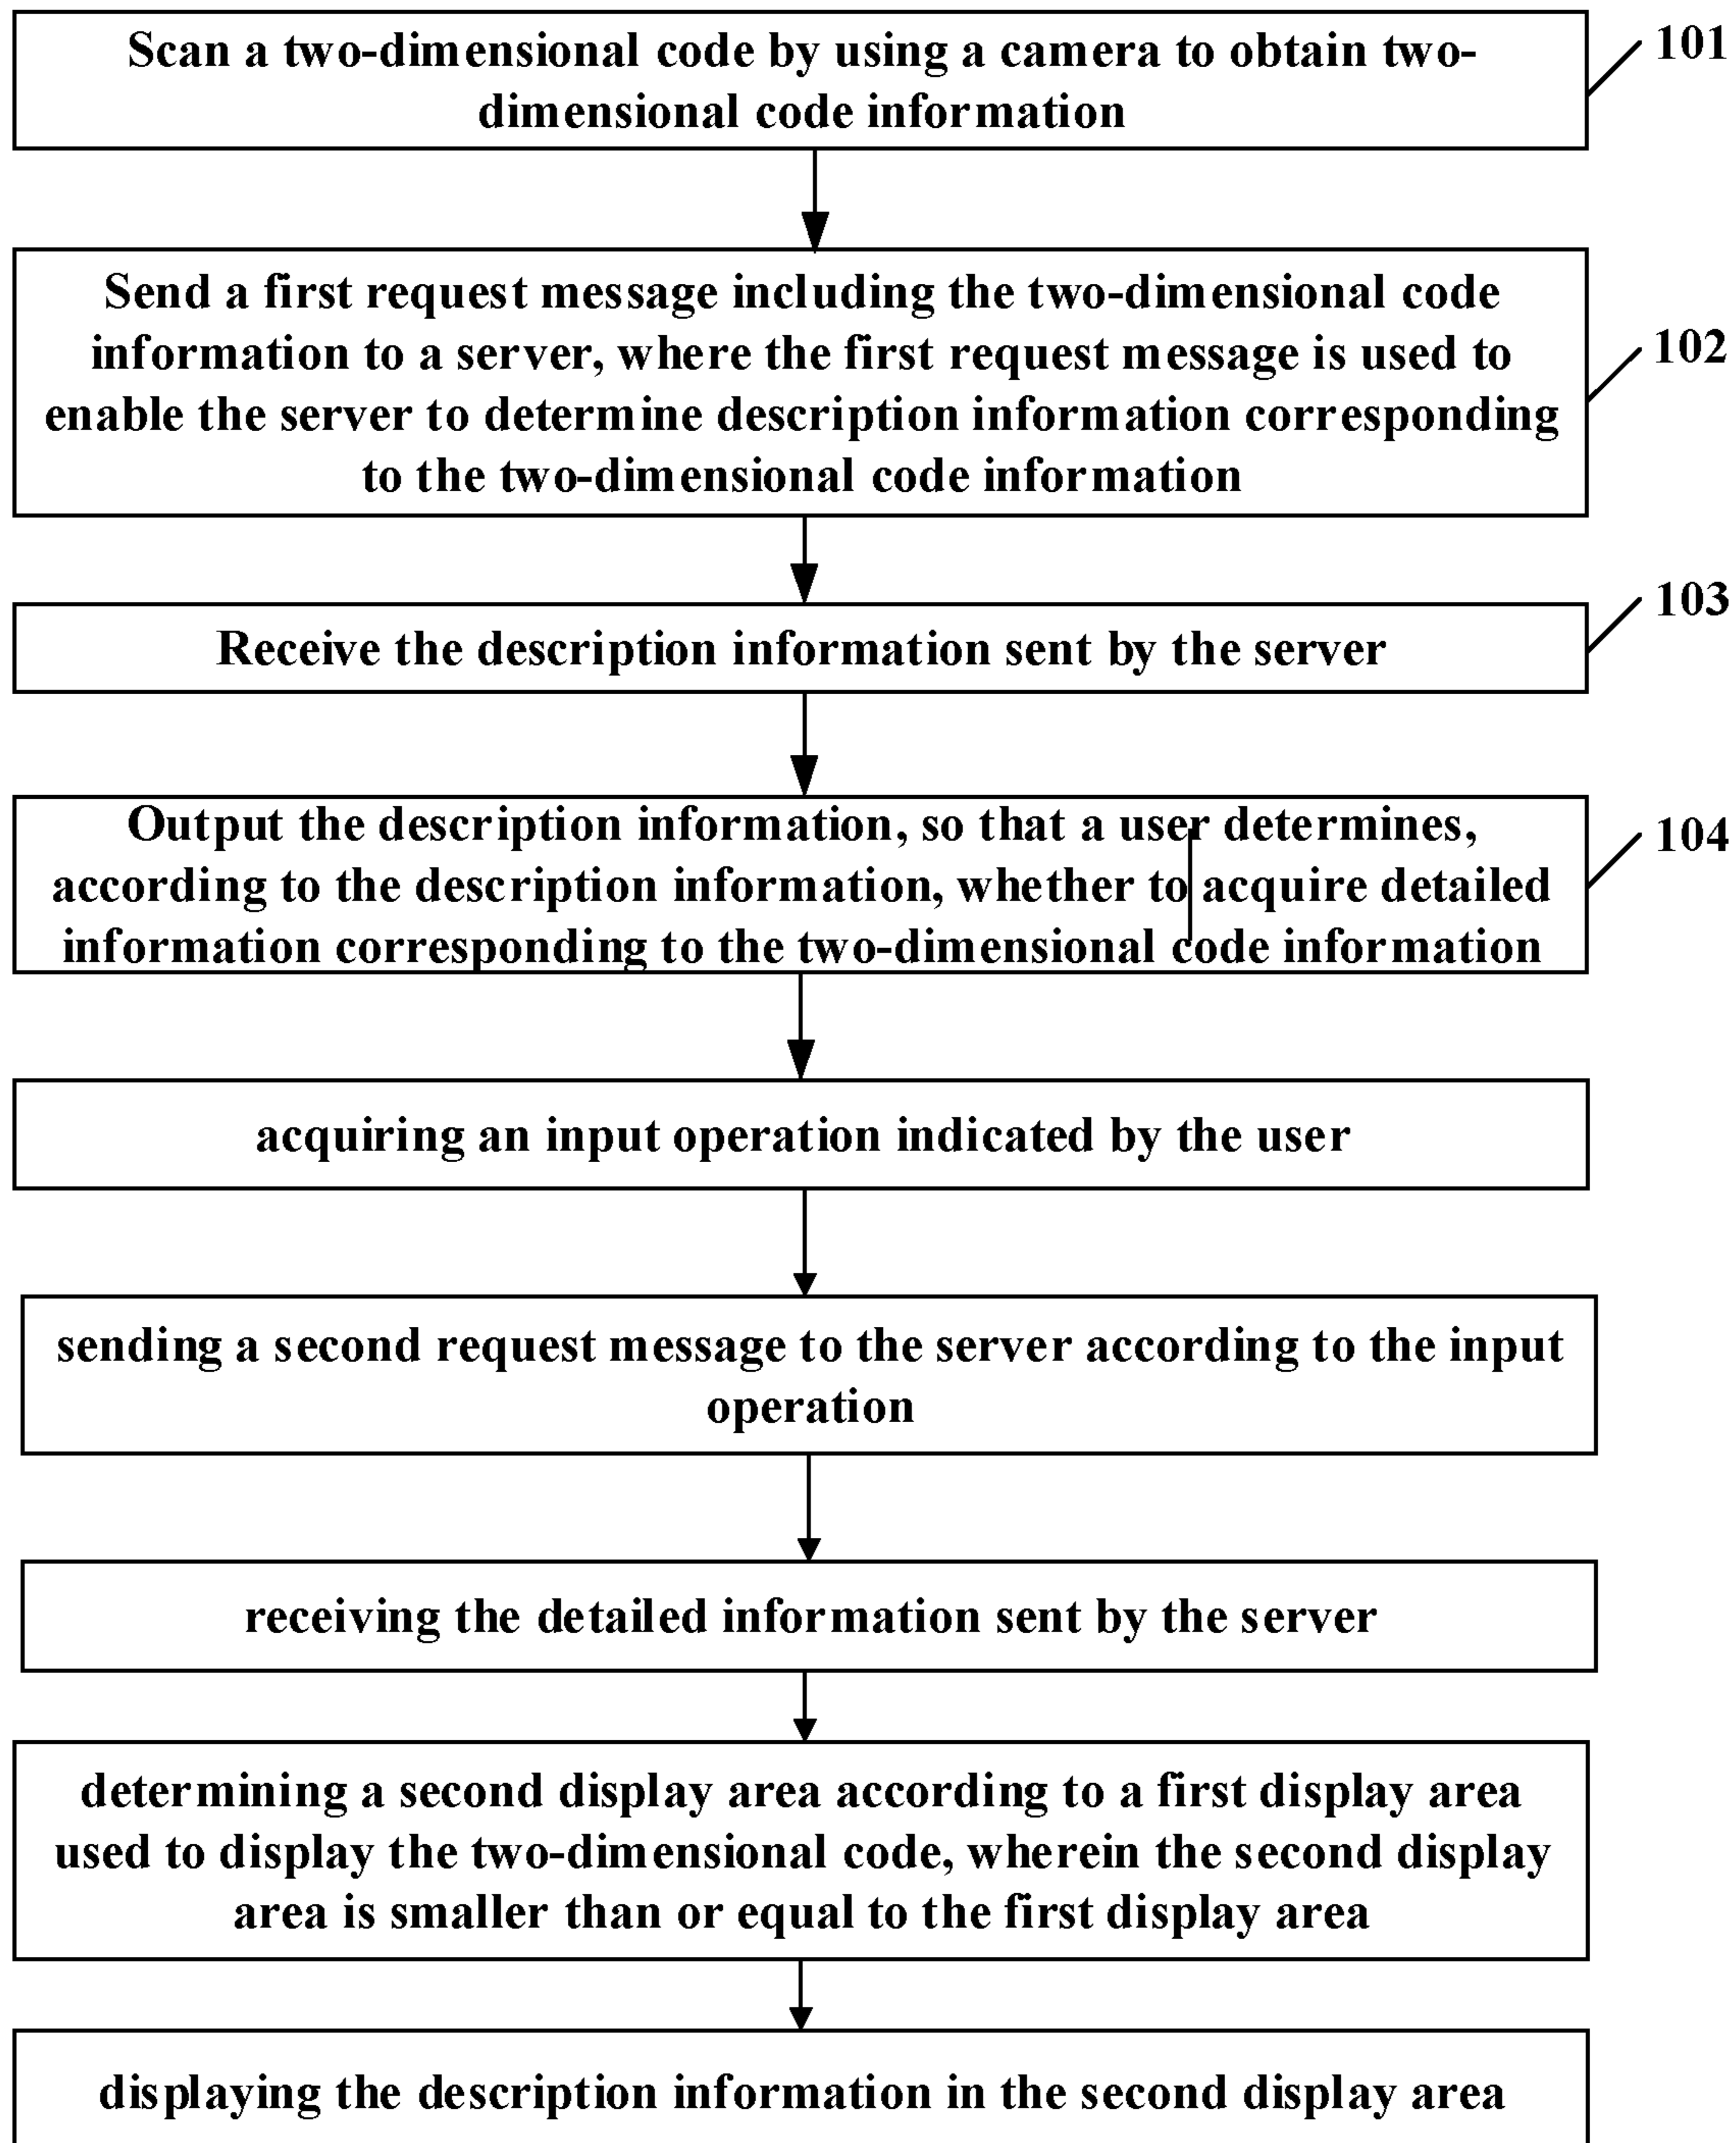 Scan a two-dimensional code by using a camera to obtain two-
dimensional code information
101
Send a first request message including the two-dimensional code
information to a server, where the first request message is used to
enable the server to determine description information corresponding
to the two-dimensional code information
102
Receive the description information sent by the server
103
Output the description information, so that a user determines,
according to the description information, whether to acquire detailed
information corresponding to the two-dimensional code information
104
acquiring an input operation indicated by the user
sending a second request message to the server according to the input
operation
receiving the detailed information sent by the server
determining a second display area according to a first display area
used to display the two-dimensional code, wherein the second display
area is smaller than or equal to the first display area
displaying the description information in the second display area